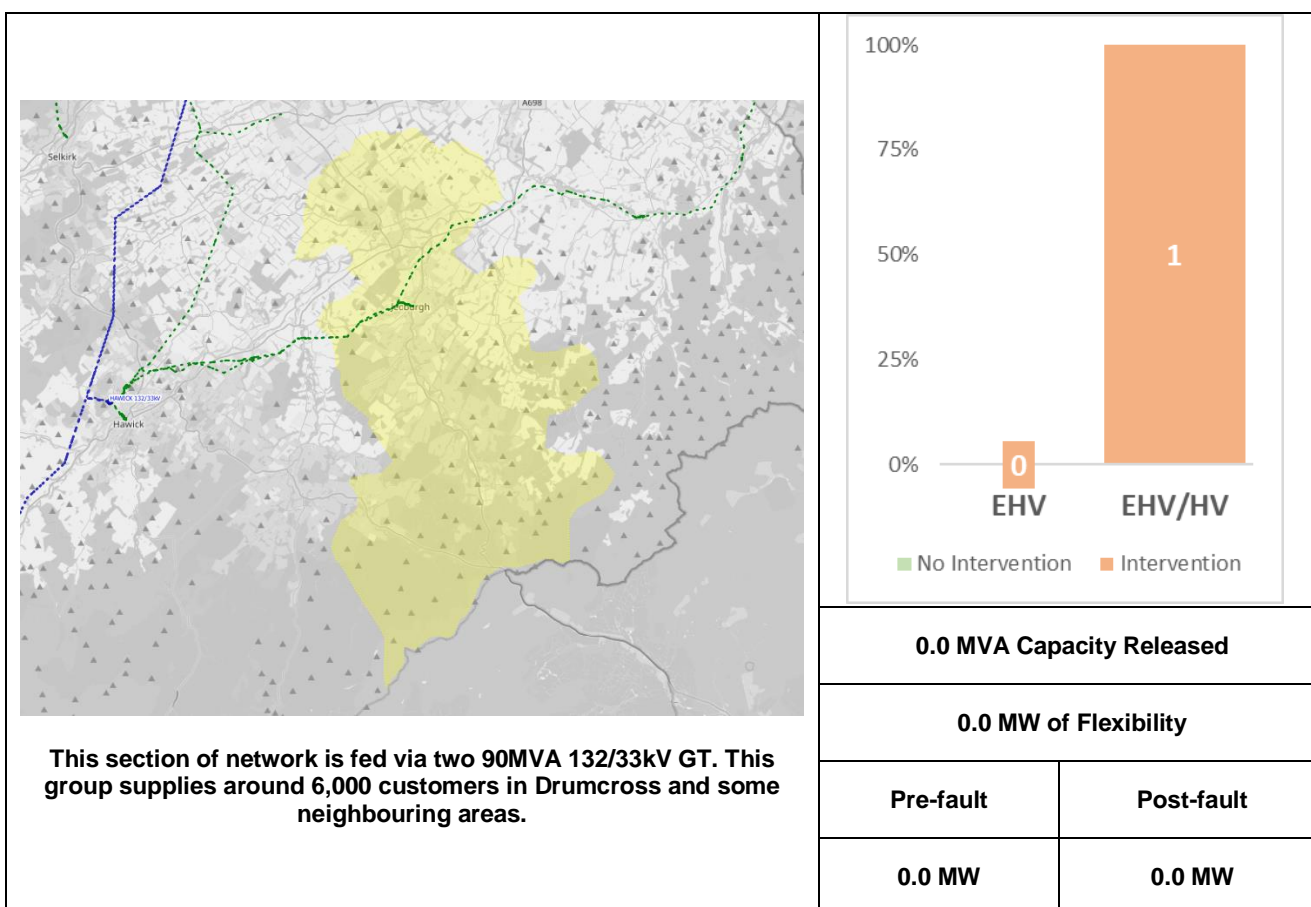 A698
Selkirk
Jedburgh
HAWICK 132/33kV
Hawick
This section of network is fed via two 90MVA 132/33kV GT. This
group supplies around 6,000 customers in Drumcross and some
neighbouring areas.
100%
75%
50%
25%
0%
1
0
EHV
EHV/HV
No Intervention
Intervention
0.0 MVA Capacity Released
0.0 MW of Flexibility
Pre-fault
Post-fault
0.0 MW
0.0 MW